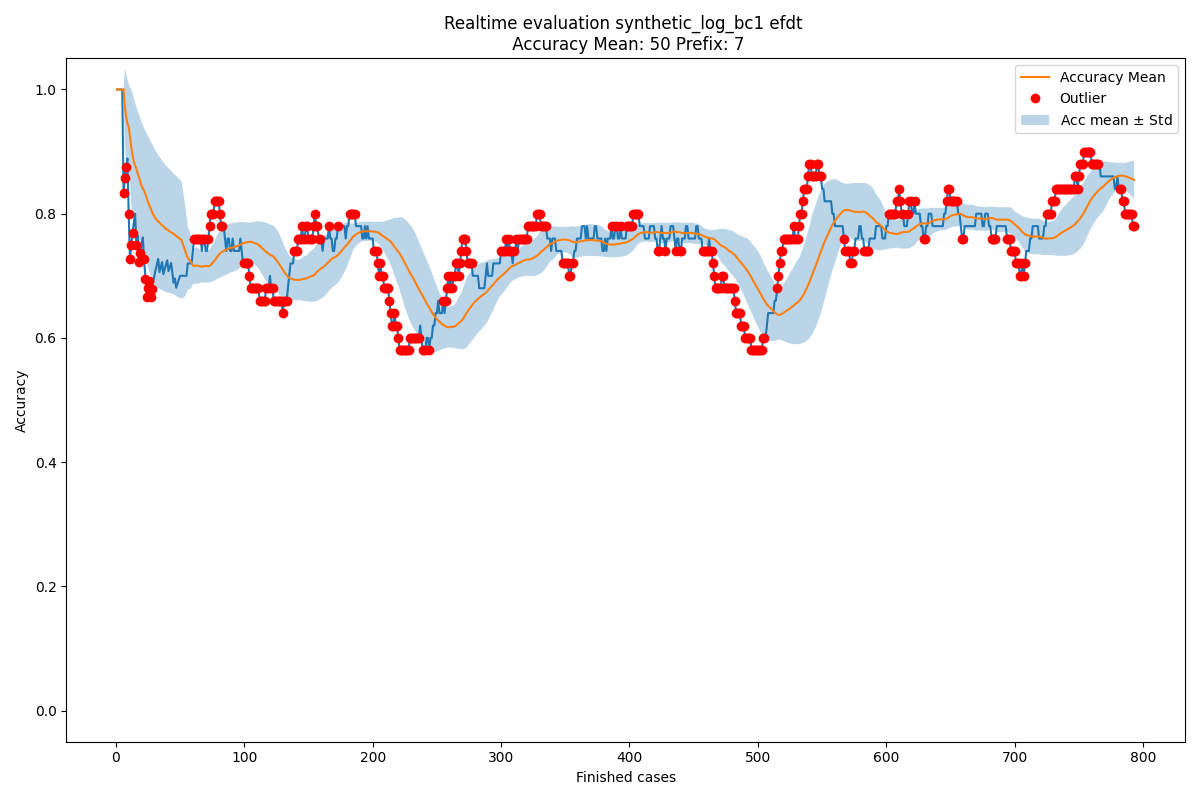 Realtime evaluation synthetic_log_bc1 efdt
Accuracy Mean: 50 Prefix: 7
Accuracy Mean
Outlier
Acc mean ± Std
1.0
0.8
0.6
0.4
0.2
0.0
Accuracy
0 100 200 300 400 500 600 700 800
Finished cases